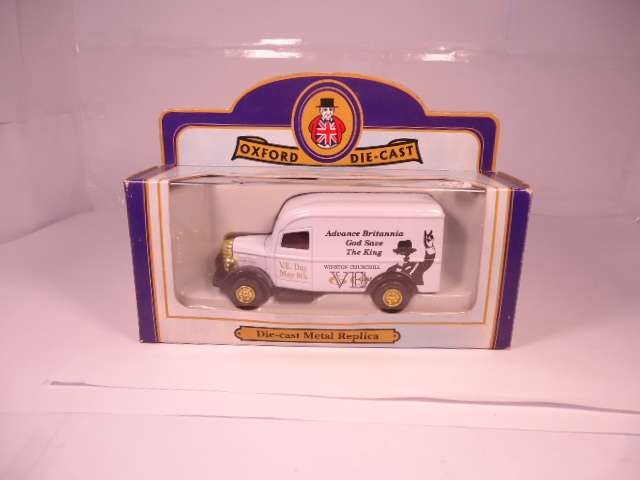 OXFORD DIE-CAST
Advance Britannia
God Save
The King
WINSTON CHURCHILL
VE
V.E. Day
May 8th
Die-cast Metal Replica